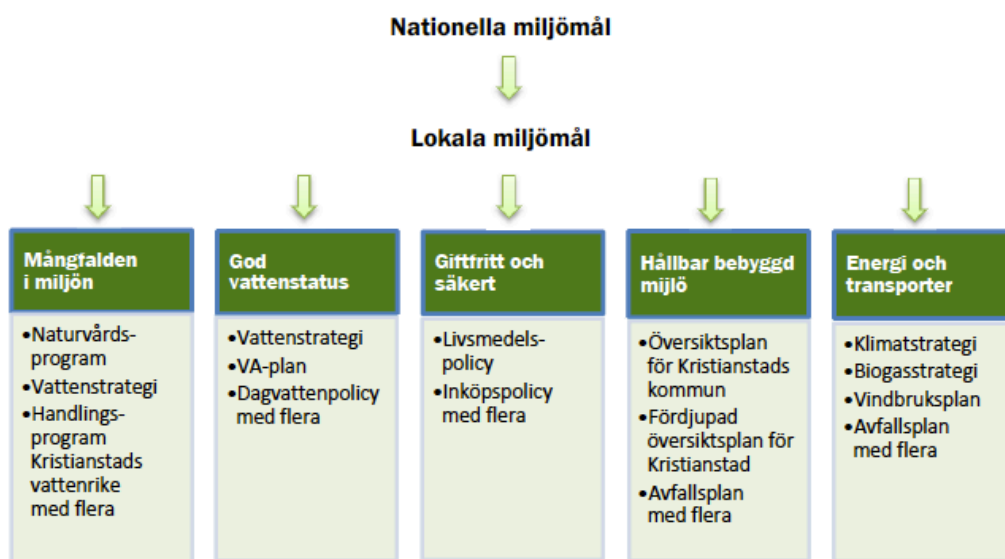 Nationella miljömål
Lokala miljömål
Mångfalden
i miljön
•Naturvårds-
program
•Vattenstrategi
•Handlings-
program
Kristianstads
vattenrike
med flera
God
vattenstatus
•Vattenstrategi
•VA-plan
•Dagvattenpolicy
med flera
Giftfritt och
säkert
•Livsmedels-
policy
•Inköpspolicy
med flera
Hållbar bebyggd
mijlö
•Översiktsplan
för Kristianstads
kommun
•Fördjupad
översiktsplan för
Kristianstad
•Avfallsplan
med flera
Energi och
transporter
•Klimatstrategi
•Biogasstrategi
•Vindbruksplan
•Avfallsplan
med flera